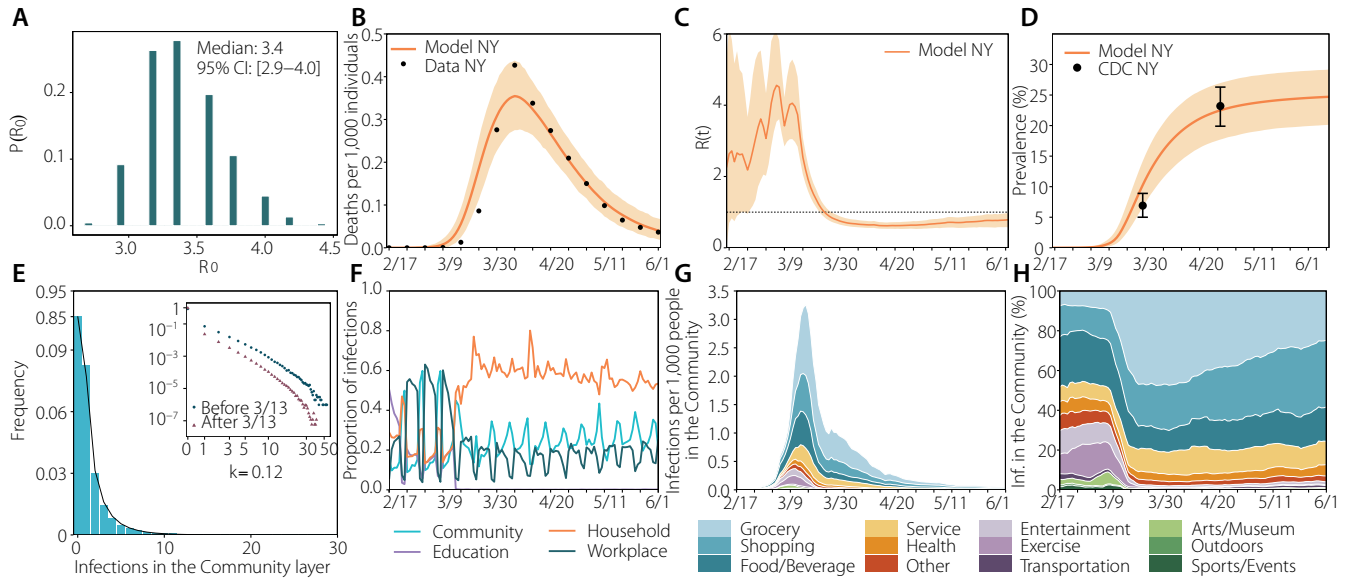 A
Median: 3.4
95% CI: [2.9–4.0]
P(R0)
0.2
0.1
0.0
3.0 3.5 4.0 4.5
R0
B
Model NY
Data NY
Deaths per 1,000 individuals
0.5
0.4
0.3
0.2
0.1
0.0
2/17 3/9 3/30 4/20 5/11 6/1
C
Model NY
R(t)
6
4
2
0
2/17 3/9 3/30 4/20 5/11 6/1
D
Model NY
CDC NY
Prevalence (%)
30
25
20
15
10
5
0
2/17 3/9 3/30 4/20 5/11 6/1
E
Frequency
0.95
0.85
0.09
0.06
0.03
0
0 10 20 30
Infections in the Community layer
1
10−1
10−3
10−5
10−7
Before 3/13
After 3/13
0 1 3 5 10 30 50
k= 0.12
F
Proportion of infections
1.0
0.8
0.6
0.4
0.2
0.0
2/17 3/9 3/30 4/20 5/11 6/1
Community
Household
Education
Workplace
G
Infections per 1,000 people
in the Community
3.5
3.0
2.5
2.0
1.5
1.0
0.5
0.0
2/17 3/9 3/30 4/20 5/11 6/1
H
Inf. in the Community (%)
100
80
60
40
20
0
2/17 3/9 3/30 4/20 5/11 6/1
Grocery
Shopping
Food/Beverage
Service
Health
Other
Entertainment
Exercise
Transportation
Arts/Museum
Outdoors
Sports/Events